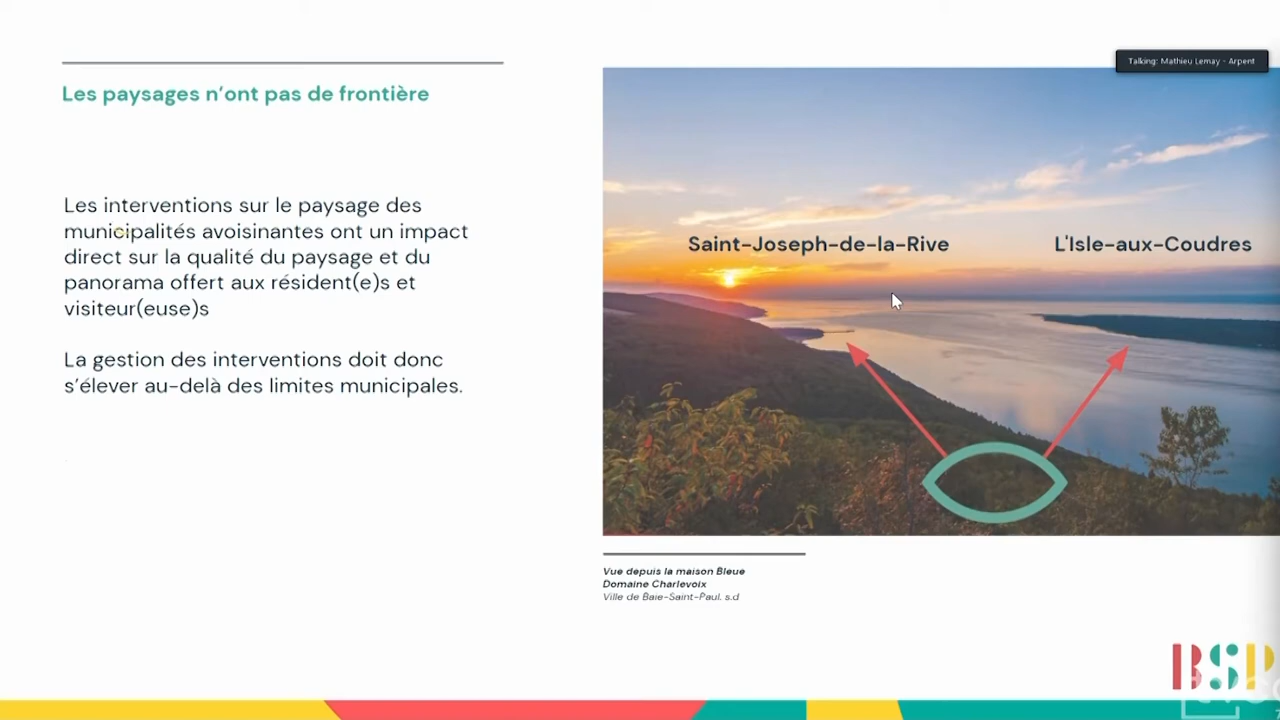 Talking: Mathieu Lemay - Arpent
Les paysages n'ont pas de frontière
Les interventions sur le paysage des
municipalités avoisinantes ont un impact
direct sur la qualité du paysage et du
panorama offert aux résident(e)s et
visiteur(euse)s
La gestion des interventions doit donc
s'élever au-delà des limites municipales.
Saint-Joseph-de-la-Rive
L'Isle-aux-Coudres
Vue depuis la maison Bleue
Domaine Charlevoix
Ville de Baie-Saint-Paul. s.d
BSP